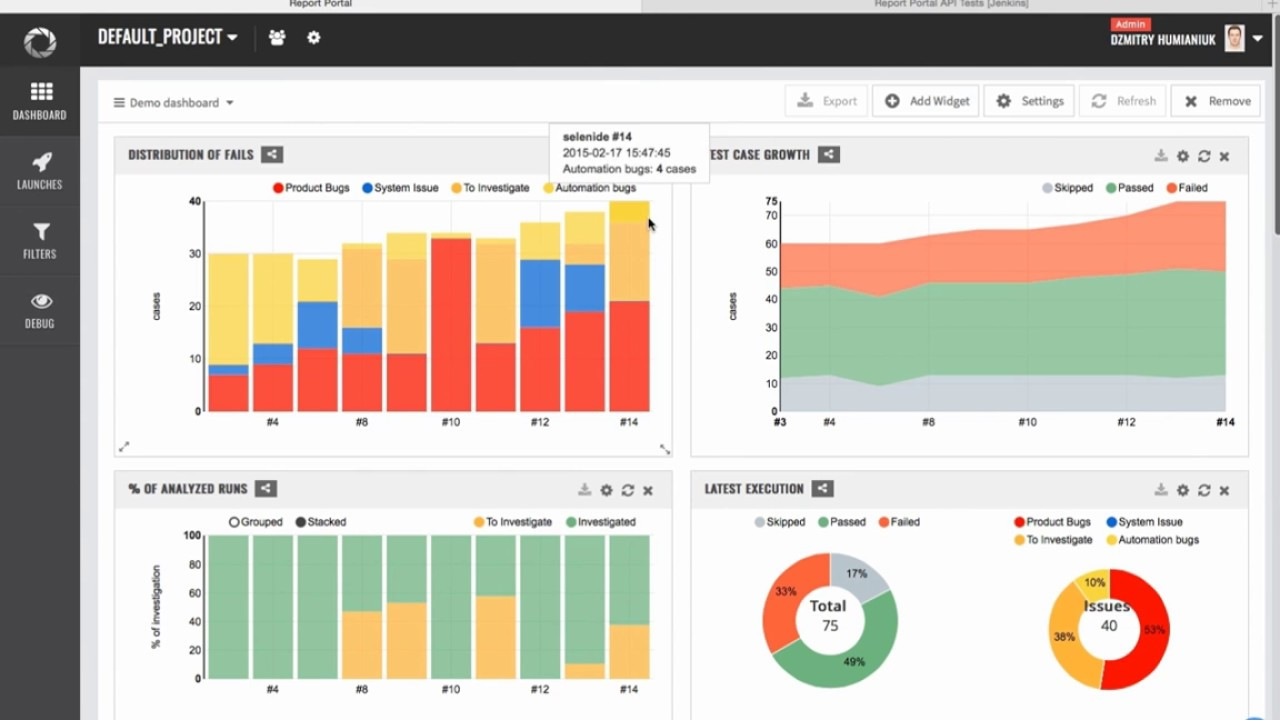 Report Portal
Report Portal API Tests [Jenkins]
DEFAULT_PROJECT
Admin
DZMITRY HUMIANIUK
DASHBOARD
LAUNCHES
FILTERS
DEBUG
Demo dashboard
Export
Add Widget
Settings
Refresh
Remove
DISTRIBUTION OF FAILS
selenide #14
2015-02-17 15:47:45
Automation bugs: 4 cases
Product Bugs System Issue To Investigate Automation bugs
40
30
20
10
0
cases
#4 #8 #10 #12 #14
EST CASE GROWTH
Skipped Passed Failed
75
70
60
50
40
30
20
10
0
cases
#3 #4 #8 #10 #12 #14
% OF ANALYZED RUNS
Grouped Stacked To Investigate Investigated
100
80
60
40
20
0
% of investigation
#4 #8 #10 #12 #14
LATEST EXECUTION
Skipped Passed Failed
17%
33%
49%
Total
75
Product Bugs System Issue
To Investigate Automation bugs
10%
53%
38%
Issues
40